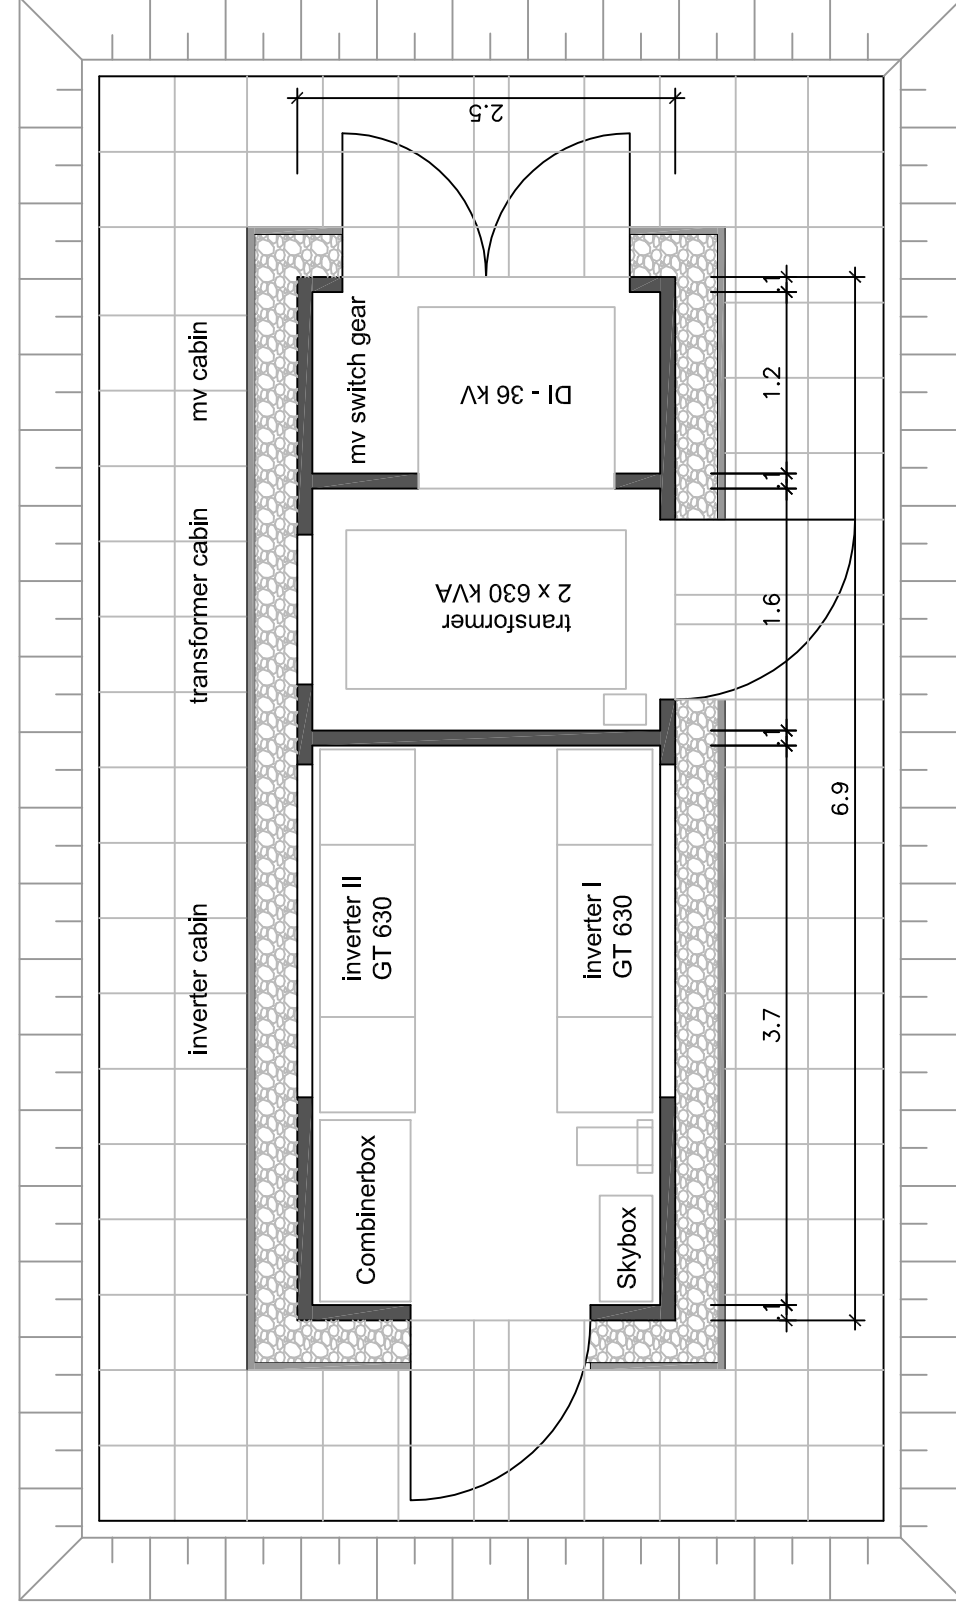 inverter cabin
transformer cabin
mv cabin
Combinerbox
inverter II
GT 630
mv switch gear
transformer
2 x 630 kVA
DI - 36 kV
2.5
Skybox
inverter I
GT 630
.1
3.7
.1
1.6
.1
1.2
.1
6.9